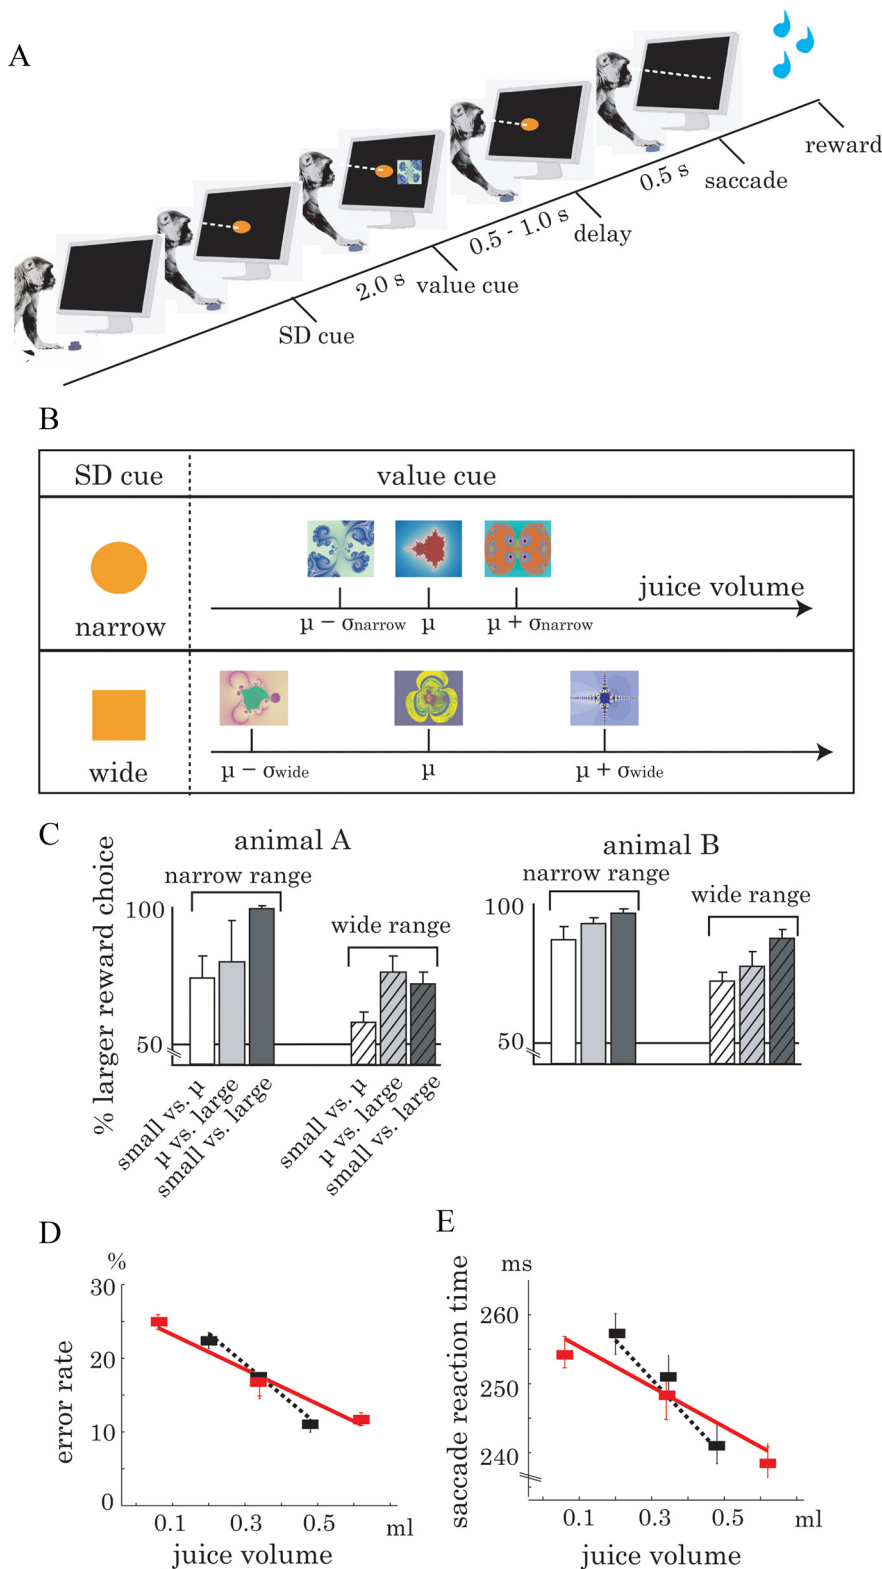 A
SD cue
2.0 s
value cue
0.5 - 1.0 s
delay
0.5 s
saccade
reward
B
SD cue
value cue
narrow
juice volume
μ − σnarrow
μ
μ + σnarrow
wide
μ − σwide
μ
μ + σwide
C
% larger reward choice
animal A
narrow range
wide range
100
50
small vs. μ
μ vs. large
small vs. large
small vs. μ
μ vs. large
small vs. large
animal B
narrow range
wide range
100
50
D
%
error rate
30
20
10
0
0.1
0.3
0.5
ml
juice volume
E
ms
saccade reaction time
260
250
240
0.1
0.3
0.5
ml
juice volume